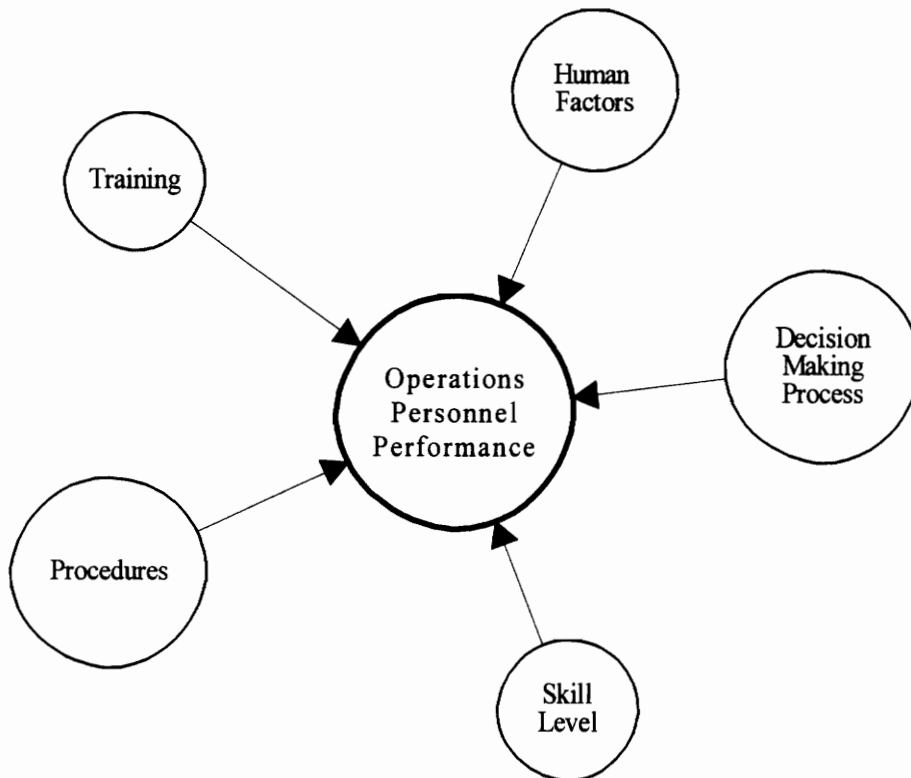 Human
Factors
Training
Decision
Making
Process
Operations
Personnel
Performance
Procedures
Skill
Level